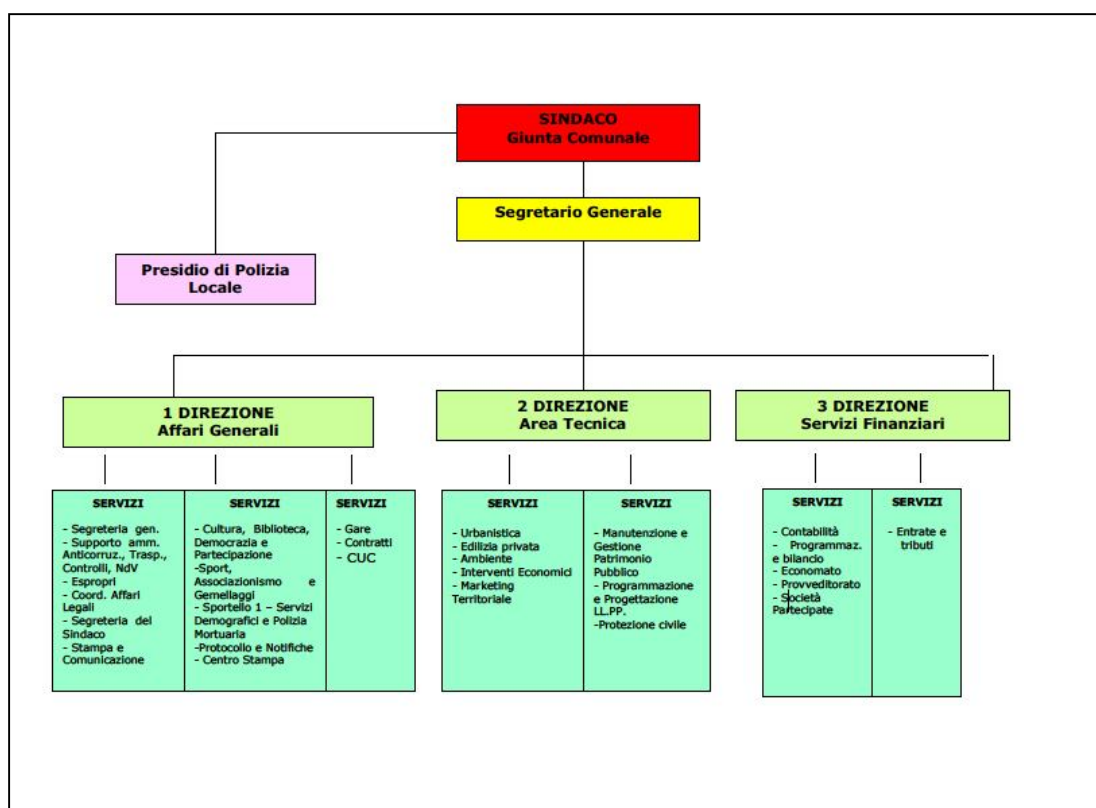 SINDACO
Giunta Comunale
Segretario Generale
Presidio di Polizia
Locale
1 DIREZIONE
Affari Generali
2 DIREZIONE
Area Tecnica
3 DIREZIONE
Servizi Finanziari
SERVIZI
- Segreteria gen.
- Supporto amm.
Anticorruz., Trasp.,
Controlli, NdV
- Espropri
- Coord. Affari
Legali
- Segreteria del
Sindaco
- Stampa e
Comunicazione
SERVIZI
- Cultura, Biblioteca,
Democrazia e
Partecipazione
-Sport,
Associazionismo e
Gemellaggi
- Sportello 1 – Servizi
Demografici e Polizia
Mortuaria
-Protocollo e Notifiche
- Centro Stampa
SERVIZI
- Gare
- Contratti
- CUC
SERVIZI
- Urbanistica
- Edilizia privata
- Ambiente
- Interventi Economici
- Marketing
Territoriale
SERVIZI
- Manutenzione e
Gestione
Patrimonio
Pubblico
- Programmazione
e Progettazione
LL.PP.
-Protezione civile
SERVIZI
- Contabilità
- Programmaz.
e bilancio
- Economato
- Provveditorato
- Società
Partecipate
SERVIZI
- Entrate e
tributi